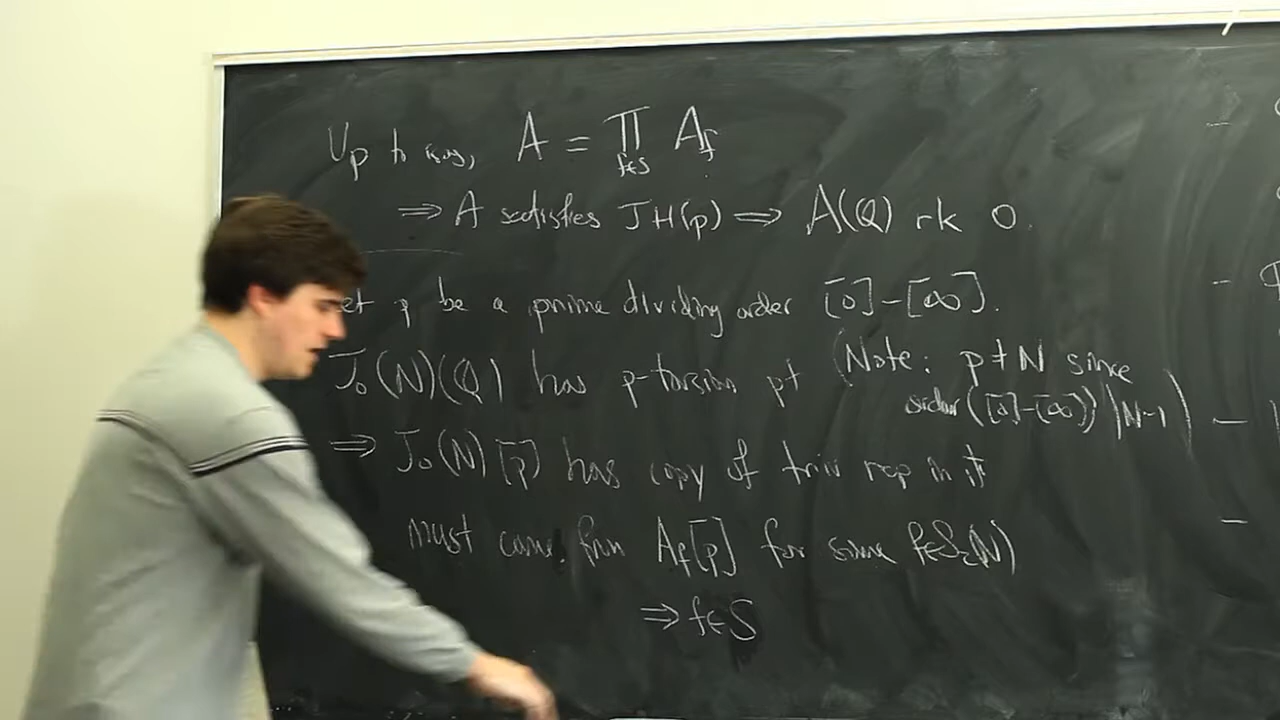 Up to isog, A = ∏ A_f
f∈S
⇒ A satisfies JH(p) ⇒ A(Q) rk 0.
et p be a prime dividing order [0]-[∞].
J₀(N)(Q) has p-torsion pt (Note: p∤N since
order([0]-[∞]) | N-1)
⇒ J₀(N)[p] has copy of triv rep in it
must come from A_f[p] for some f∈S₂(N)
⇒ f∈S